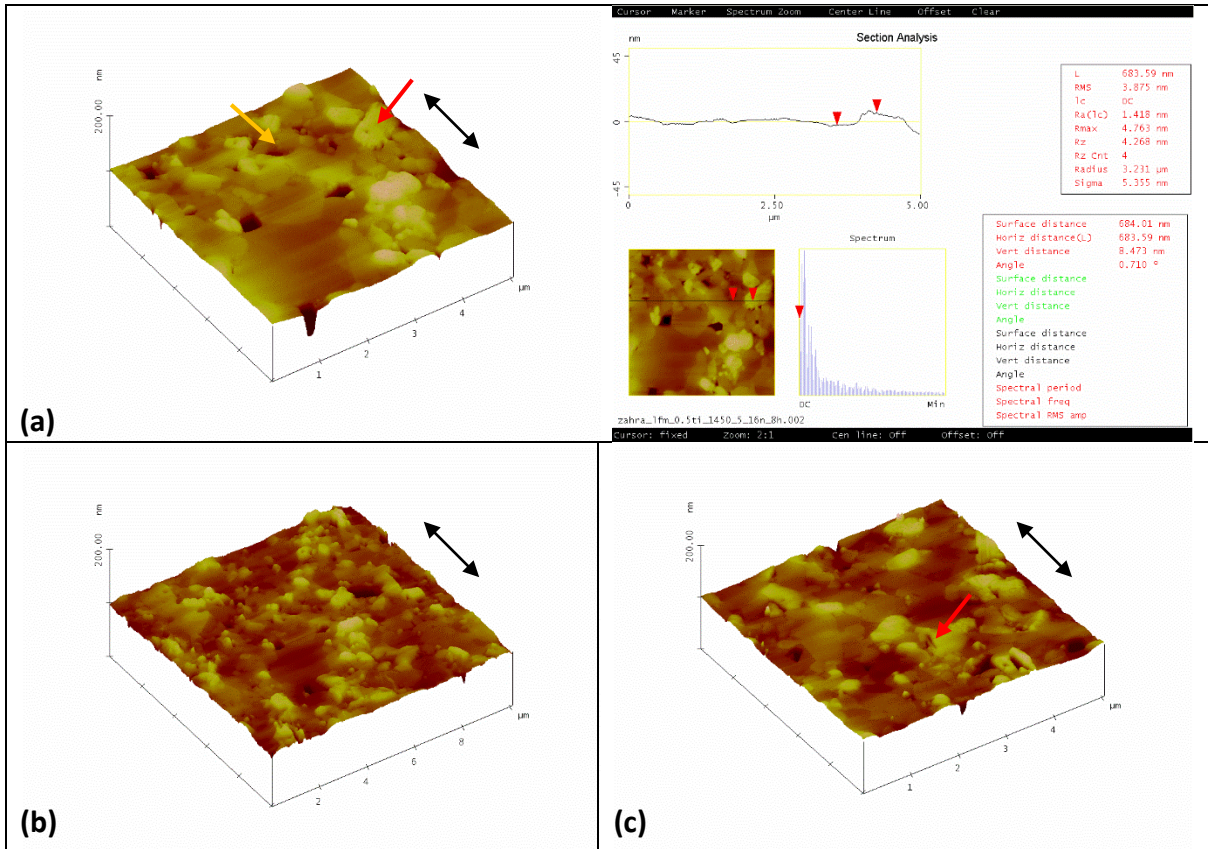 nm
200.00
1
2
3
4
µm
(a)
Cursor Marker Spectrum Zoom Center Line Offset Clear
Section Analysis
nm
45
0
-45
0 2.50 5.00
µm
L 683.59 nm
RMS 3.875 nm
lc DC
Ra(lc) 1.418 nm
Rmax 4.763 nm
Rz 4.268 nm
Rz Cnt 4
Radius 3.231 µm
Sigma 5.355 nm
Surface distance 684.01 nm
Horiz distance(L) 683.59 nm
Vert distance 8.473 nm
Angle 0.710 °
Surface distance
Horiz distance
Vert distance
Angle
Surface distance
Horiz distance
Vert distance
Angle
Spectral period
Spectral freq
Spectral RMS amp
Spectrum
DC Min
zahra_lfm_0.5ti_1450_5_16n_8h.002
Cursor: fixed Zoom: 2:1 Cen line: Off Offset: Off
nm
200.00
2
4
6
8
µm
(b)
nm
200.00
1
2
3
4
µm
(c)